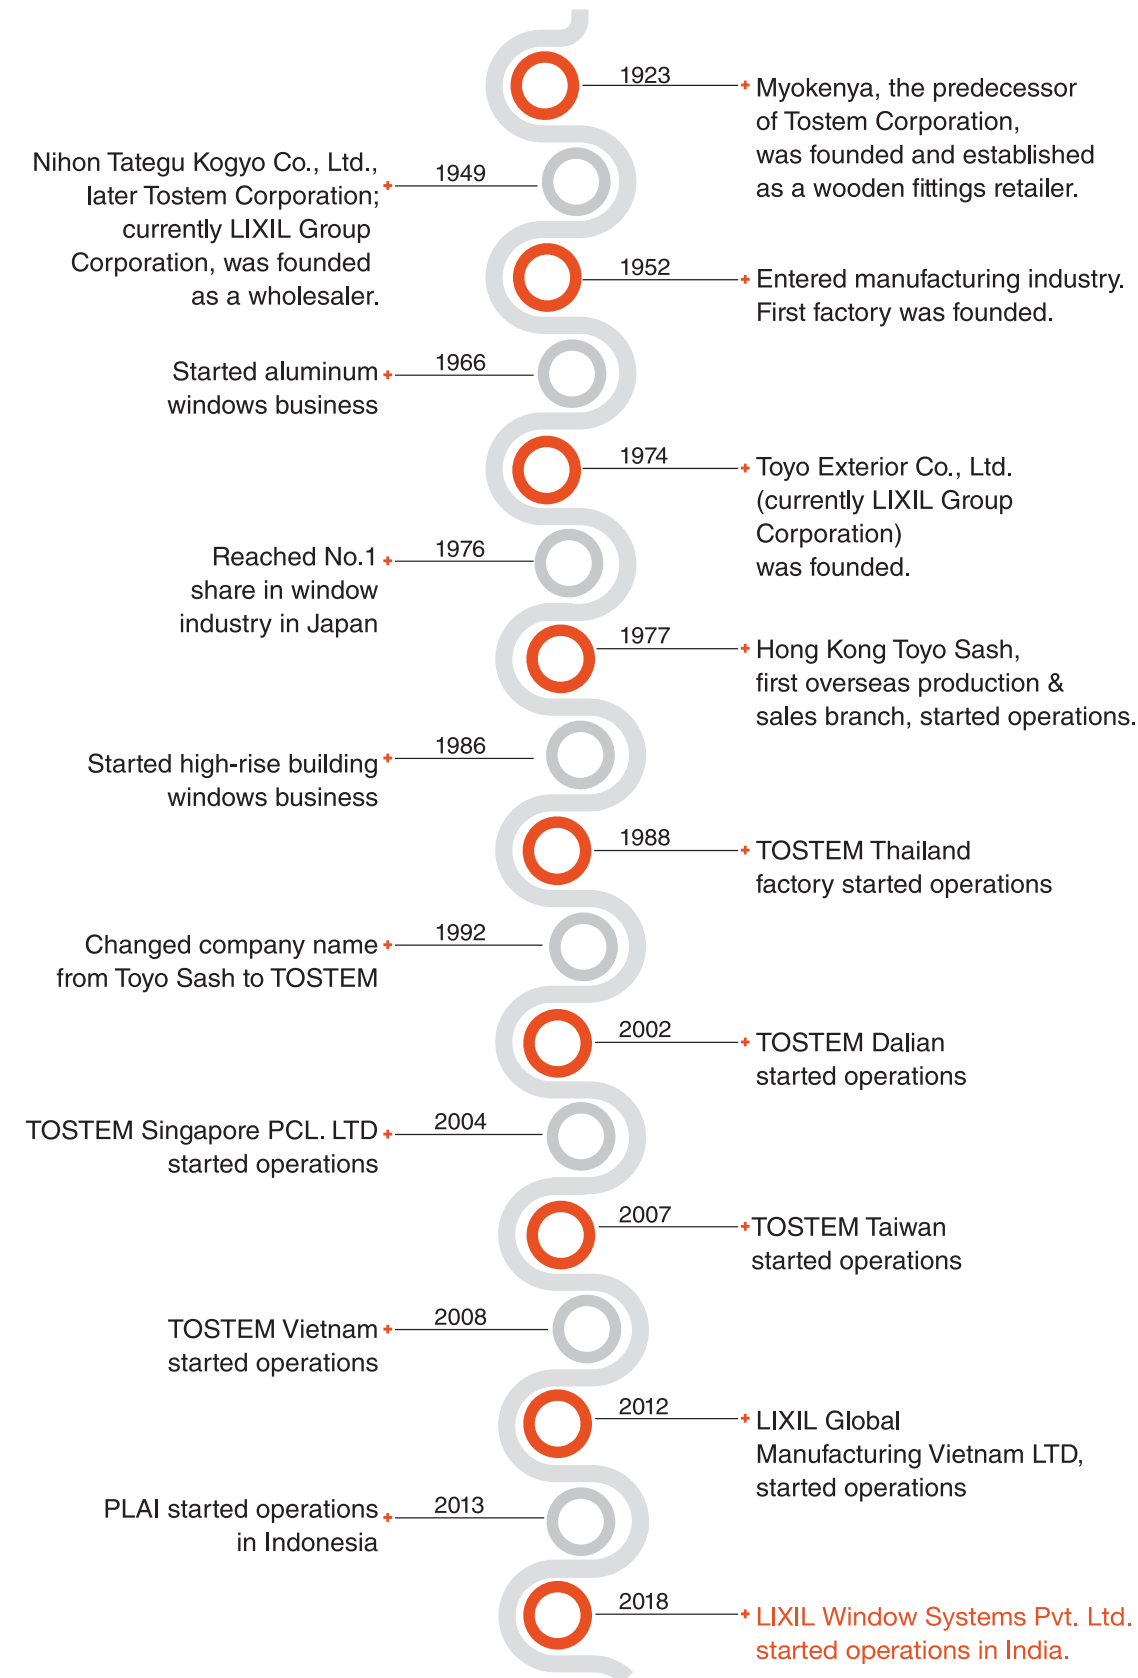 1923
Myokenya, the predecessor
of Tostem Corporation,
was founded and established
as a wooden fittings retailer.
1949
Nihon Tategu Kogyo Co., Ltd.,
later Tostem Corporation;
currently LIXIL Group
Corporation, was founded
as a wholesaler.
1952
Entered manufacturing industry.
First factory was founded.
1966
Started aluminum
windows business
1974
Toyo Exterior Co., Ltd.
(currently LIXIL Group
Corporation)
was founded.
1976
Reached No.1
share in window
industry in Japan
1977
Hong Kong Toyo Sash,
first overseas production &
sales branch, started operations.
1986
Started high-rise building
windows business
1988
TOSTEM Thailand
factory started operations
1992
Changed company name
from Toyo Sash to TOSTEM
2002
TOSTEM Dalian
started operations
2004
TOSTEM Singapore PCL. LTD
started operations
2007
TOSTEM Taiwan
started operations
2008
TOSTEM Vietnam
started operations
2012
LIXIL Global
Manufacturing Vietnam LTD,
started operations
2013
PLAI started operations
in Indonesia
2018
LIXIL Window Systems Pvt. Ltd.
started operations in India.